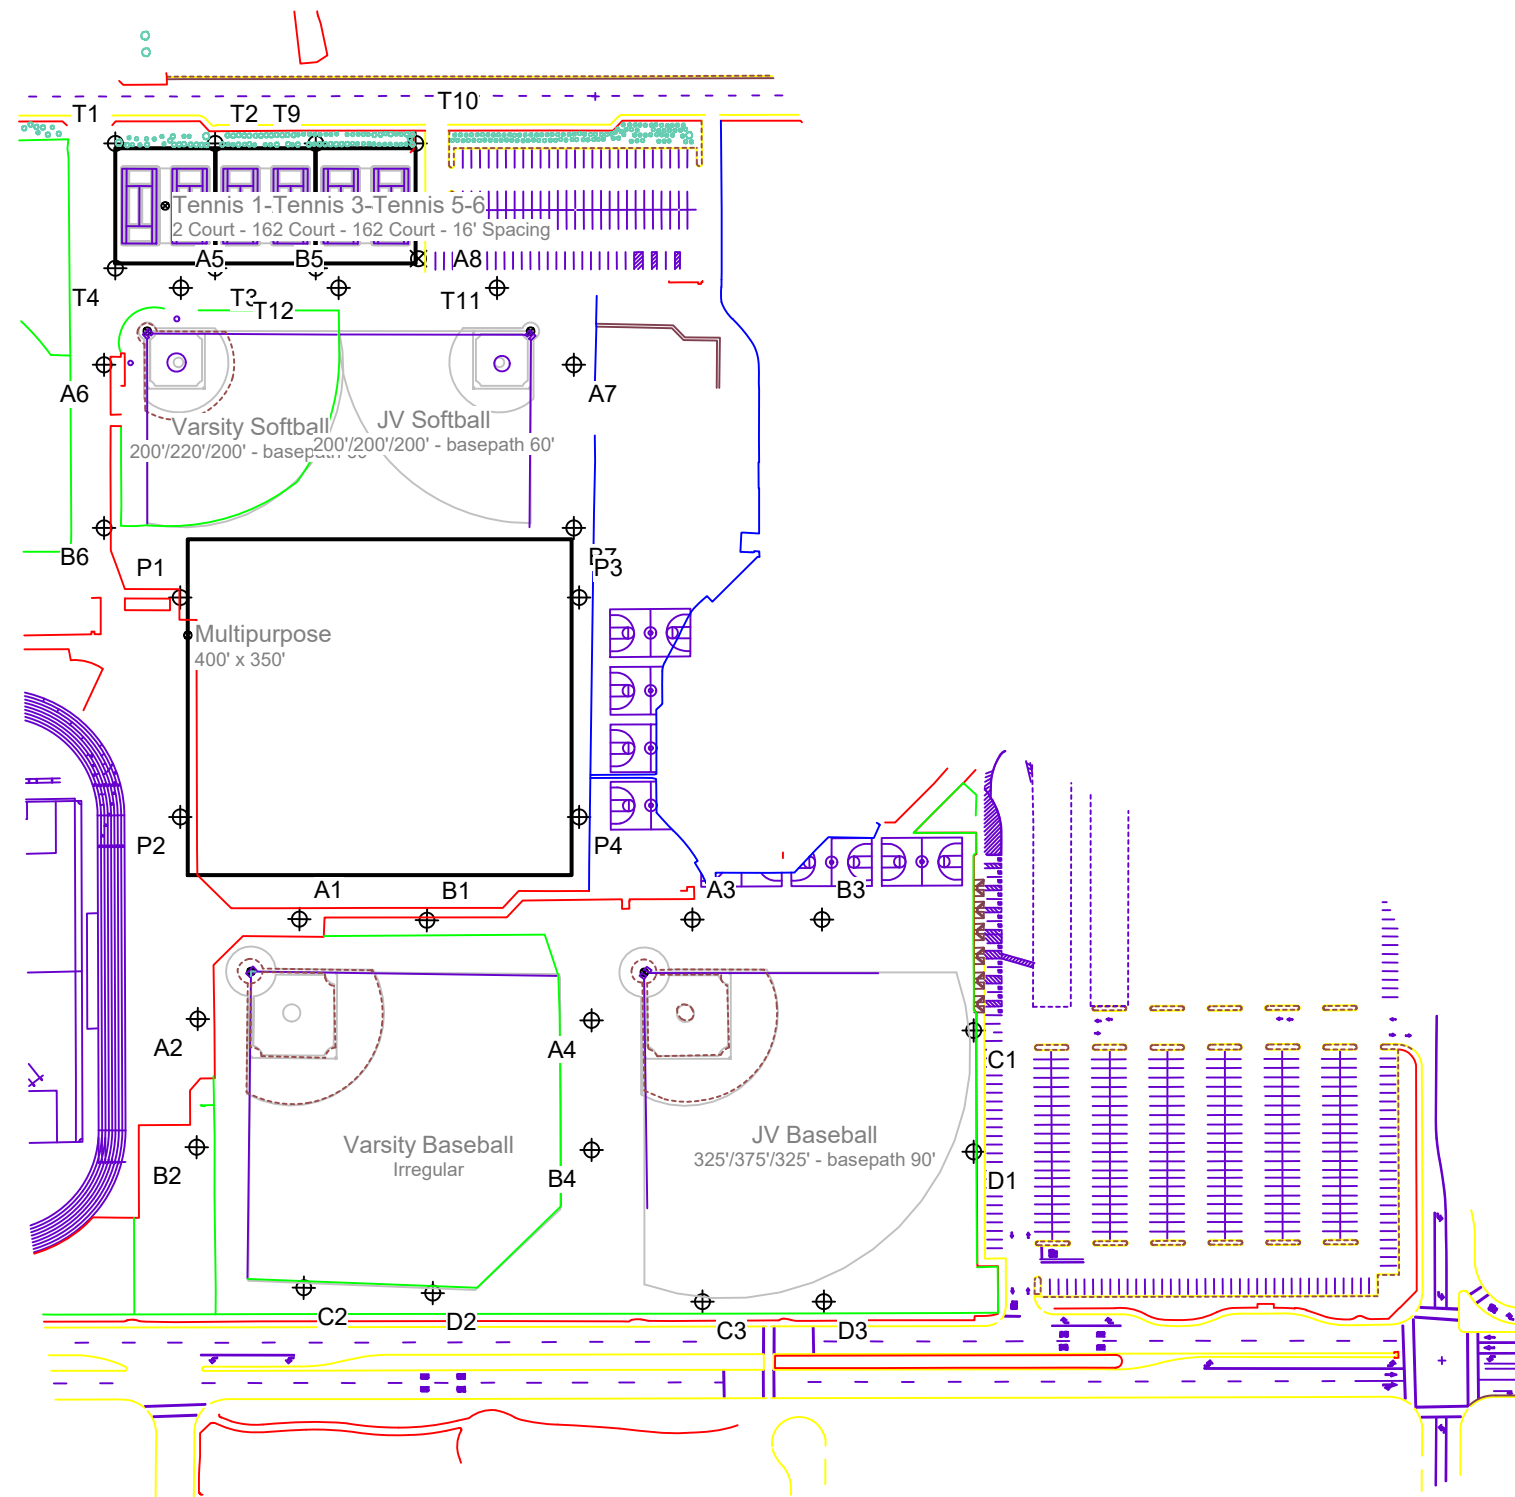 T10
T1
T2
T9
Tennis 1-Tennis 3-Tennis 5-6
2 Court - 162 Court - 162 Court - 16' Spacing
A5
B5
A8
T4
T3
T12
T11
A6
A7
Varsity Softball
JV Softball
200'/220'/200' - basepath
200'/200'/200' - basepath 60'
B6
P1
B7
P3
Multipurpose
400' x 350'
P2
P4
A1
B1
A3
B3
A2
A4
C1
Varsity Baseball
Irregular
JV Baseball
325'/375'/325' - basepath 90'
B2
B4
D1
C2
D2
C3
D3